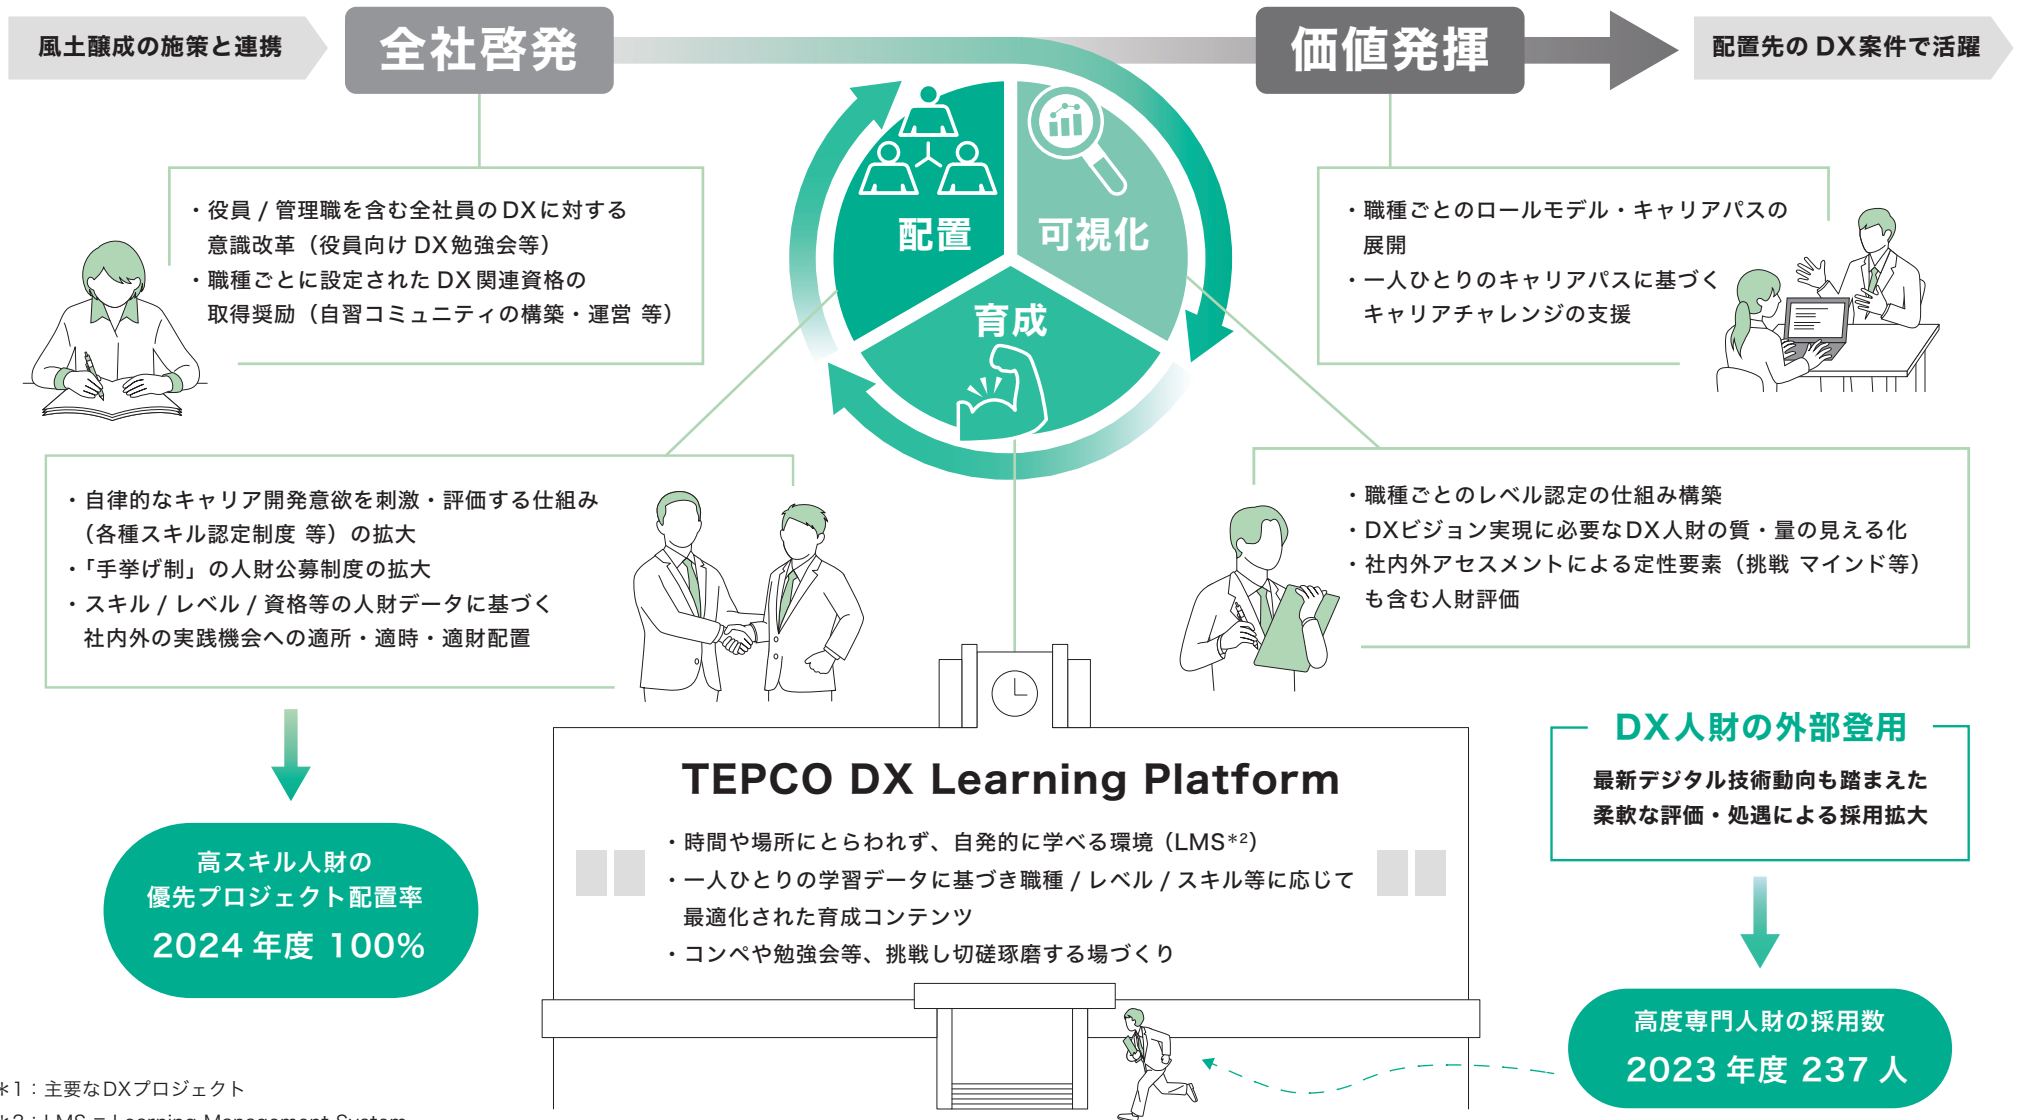 風土醸成の施策と連携
全社啓発
価値発揮
配置先のDX案件で活躍
・役員 / 管理職を含む全社員のDXに対する
意識改革（役員向けDX勉強会等）
・職種ごとに設定されたDX関連資格の
取得奨励（自習コミュニティの構築・運営 等）
配置
可視化
育成
・職種ごとのロールモデル・キャリアパスの
展開
・一人ひとりのキャリアパスに基づく
キャリアチャレンジの支援
・自律的なキャリア開発意欲を刺激・評価する仕組み
（各種スキル認定制度 等）の拡大
・「手挙げ制」の人財公募制度の拡大
・スキル / レベル / 資格等の人財データに基づく
社内外の実践機会への適所・適時・適財配置
・職種ごとのレベル認定の仕組み構築
・DXビジョン実現に必要なDX人財の質・量の見える化
・社内外アセスメントによる定性要素（挑戦 マインド等）
も含む人財評価
高スキル人財の
優先プロジェクト配置率
2024年度 100%
TEPCO DX Learning Platform
・時間や場所にとらわれず、自発的に学べる環境（LMS*2）
・一人ひとりの学習データに基づき職種 / レベル / スキル等に応じて
最適化された育成コンテンツ
・コンペや勉強会等、挑戦し切磋琢磨する場づくり
DX人財の外部登用
最新デジタル技術動向も踏まえた
柔軟な評価・処遇による採用拡大
高度専門人財の採用数
2023年度 237人
*1：主要なDXプロジェクト
*2：LMS = Learning Management System